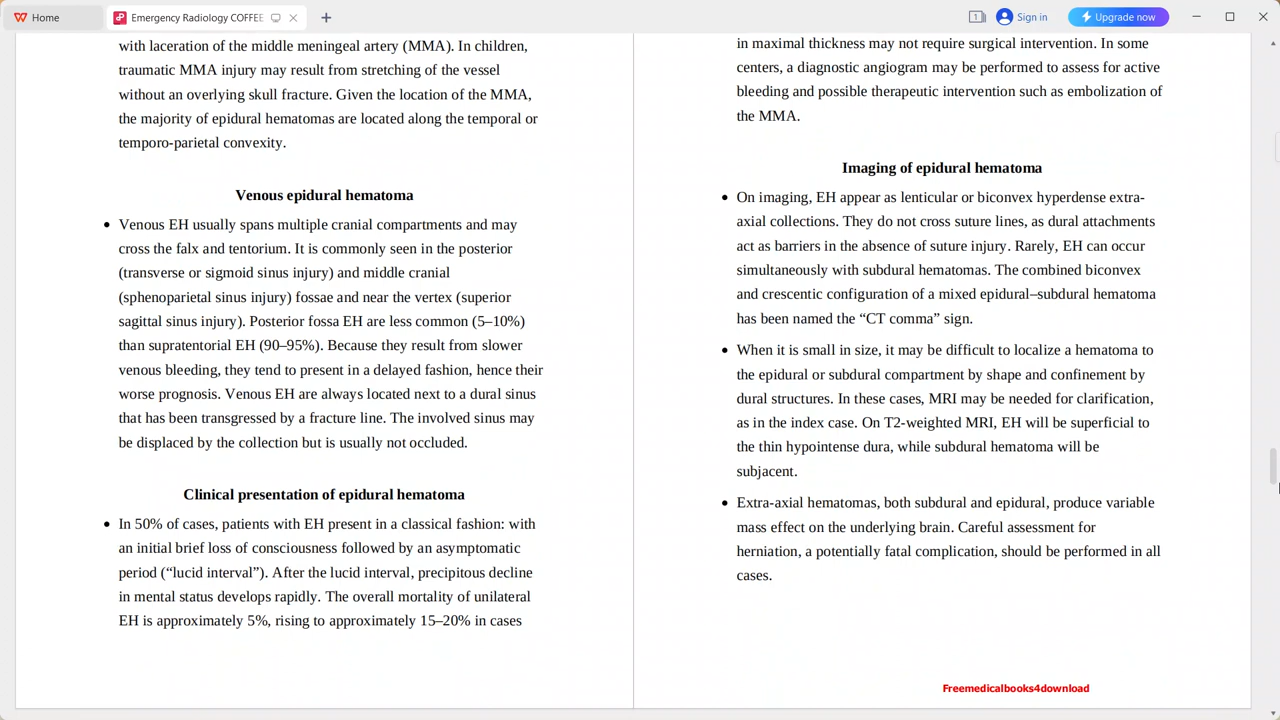 Home
Emergency Radiology COFFEE
Sign in
Upgrade now
with laceration of the middle meningeal artery (MMA). In children,
traumatic MMA injury may result from stretching of the vessel
without an overlying skull fracture. Given the location of the MMA,
the majority of epidural hematomas are located along the temporal or
temporo-parietal convexity.
Venous epidural hematoma
• Venous EH usually spans multiple cranial compartments and may
cross the falx and tentorium. It is commonly seen in the posterior
(transverse or sigmoid sinus injury) and middle cranial
(sphenoparietal sinus injury) fossae and near the vertex (superior
sagittal sinus injury). Posterior fossa EH are less common (5–10%)
than supratentorial EH (90–95%). Because they result from slower
venous bleeding, they tend to present in a delayed fashion, hence their
worse prognosis. Venous EH are always located next to a dural sinus
that has been transgressed by a fracture line. The involved sinus may
be displaced by the collection but is usually not occluded.
Clinical presentation of epidural hematoma
• In 50% of cases, patients with EH present in a classical fashion: with
an initial brief loss of consciousness followed by an asymptomatic
period (“lucid interval”). After the lucid interval, precipitous decline
in mental status develops rapidly. The overall mortality of unilateral
EH is approximately 5%, rising to approximately 15–20% in cases
in maximal thickness may not require surgical intervention. In some
centers, a diagnostic angiogram may be performed to assess for active
bleeding and possible therapeutic intervention such as embolization of
the MMA.
Imaging of epidural hematoma
• On imaging, EH appear as lenticular or biconvex hyperdense extra-
axial collections. They do not cross suture lines, as dural attachments
act as barriers in the absence of suture injury. Rarely, EH can occur
simultaneously with subdural hematomas. The combined biconvex
and crescentic configuration of a mixed epidural–subdural hematoma
has been named the “CT comma” sign.
• When it is small in size, it may be difficult to localize a hematoma to
the epidural or subdural compartment by shape and confinement by
dural structures. In these cases, MRI may be needed for clarification,
as in the index case. On T2-weighted MRI, EH will be superficial to
the thin hypointense dura, while subdural hematoma will be
subjacent.
• Extra-axial hematomas, both subdural and epidural, produce variable
mass effect on the underlying brain. Careful assessment for
herniation, a potentially fatal complication, should be performed in all
cases.
Freemedicalbooks4download